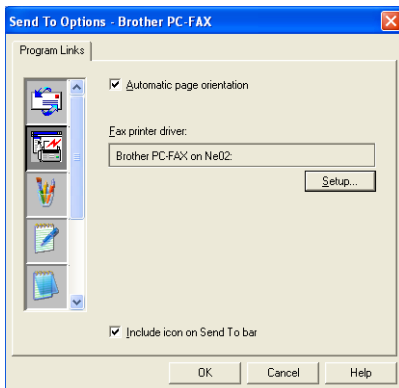 Send To Options - Brother PC-FAX
Program Links
Automatic page orientation
Fax printer driver:
Brother PC-FAX on Ne02:
Setup...
Include icon on Send To bar
OK
Cancel
Help